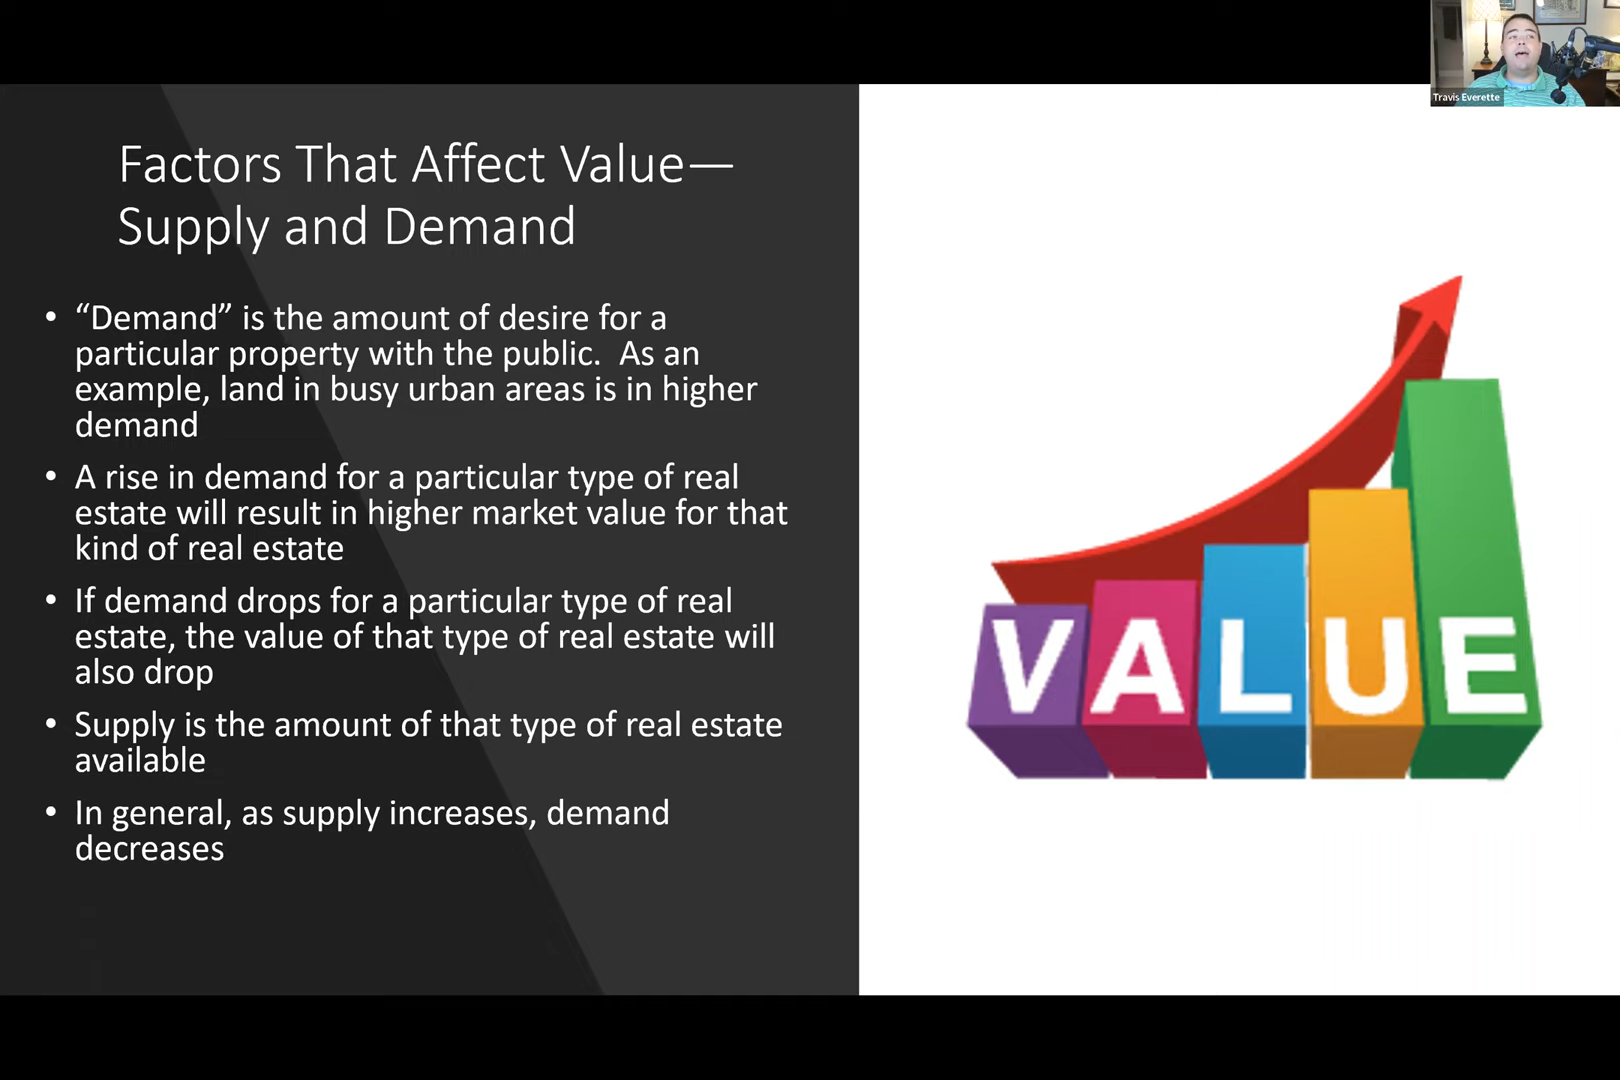 Travis Everette
Factors That Affect Value—
Supply and Demand
• “Demand” is the amount of desire for a
particular property with the public.  As an
example, land in busy urban areas is in higher
demand
• A rise in demand for a particular type of real
estate will result in higher market value for that
kind of real estate
• If demand drops for a particular type of real
estate, the value of that type of real estate will
also drop
• Supply is the amount of that type of real estate
available
• In general, as supply increases, demand
decreases
VALUE